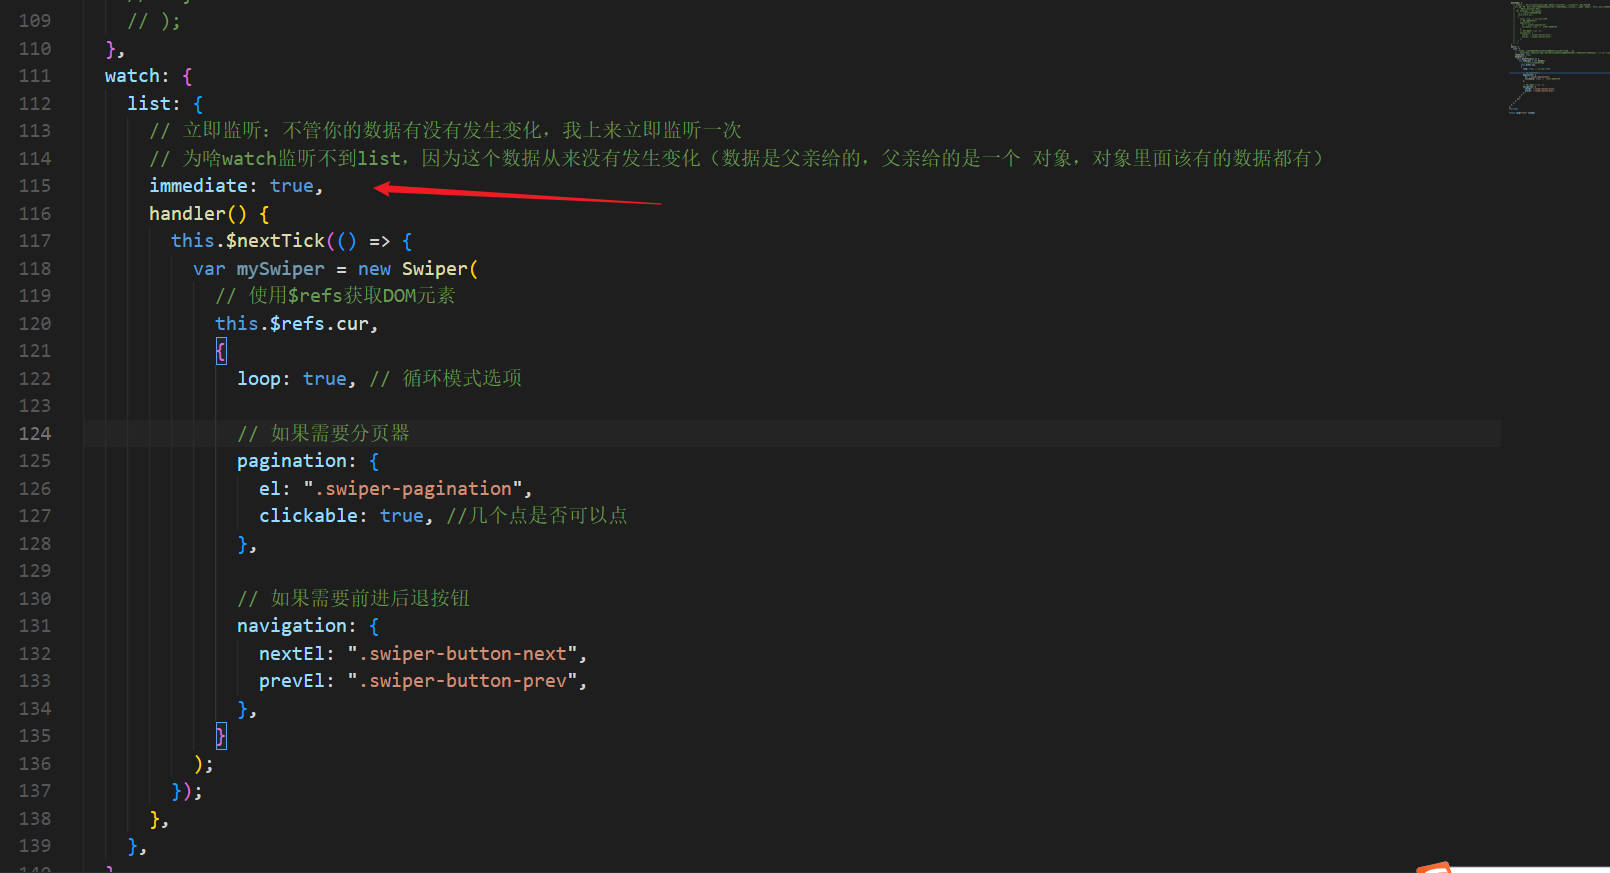 109 // );
110 },
111 watch: {
112 list: {
113 // 立即监听：不管你的数据有没有发生变化，我上来立即监听一次
114 // 为啥watch监听不到list，因为这个数据从来没有发生变化（数据是父亲给的，父亲给的是一个 对象，对象里面该有的数据都有）
115 immediate: true,
116 handler() {
117 this.$nextTick(() => {
118 var mySwiper = new Swiper(
119 // 使用$refs获取DOM元素
120 this.$refs.cur,
121 {
122 loop: true, // 循环模式选项
123
124 // 如果需要分页器
125 pagination: {
126 el: ".swiper-pagination",
127 clickable: true, //几个点是否可以点
128 },
129
130 // 如果需要前进后退按钮
131 navigation: {
132 nextEl: ".swiper-button-next",
133 prevEl: ".swiper-button-prev",
134 },
135 }
136 );
137 });
138 },
139 },